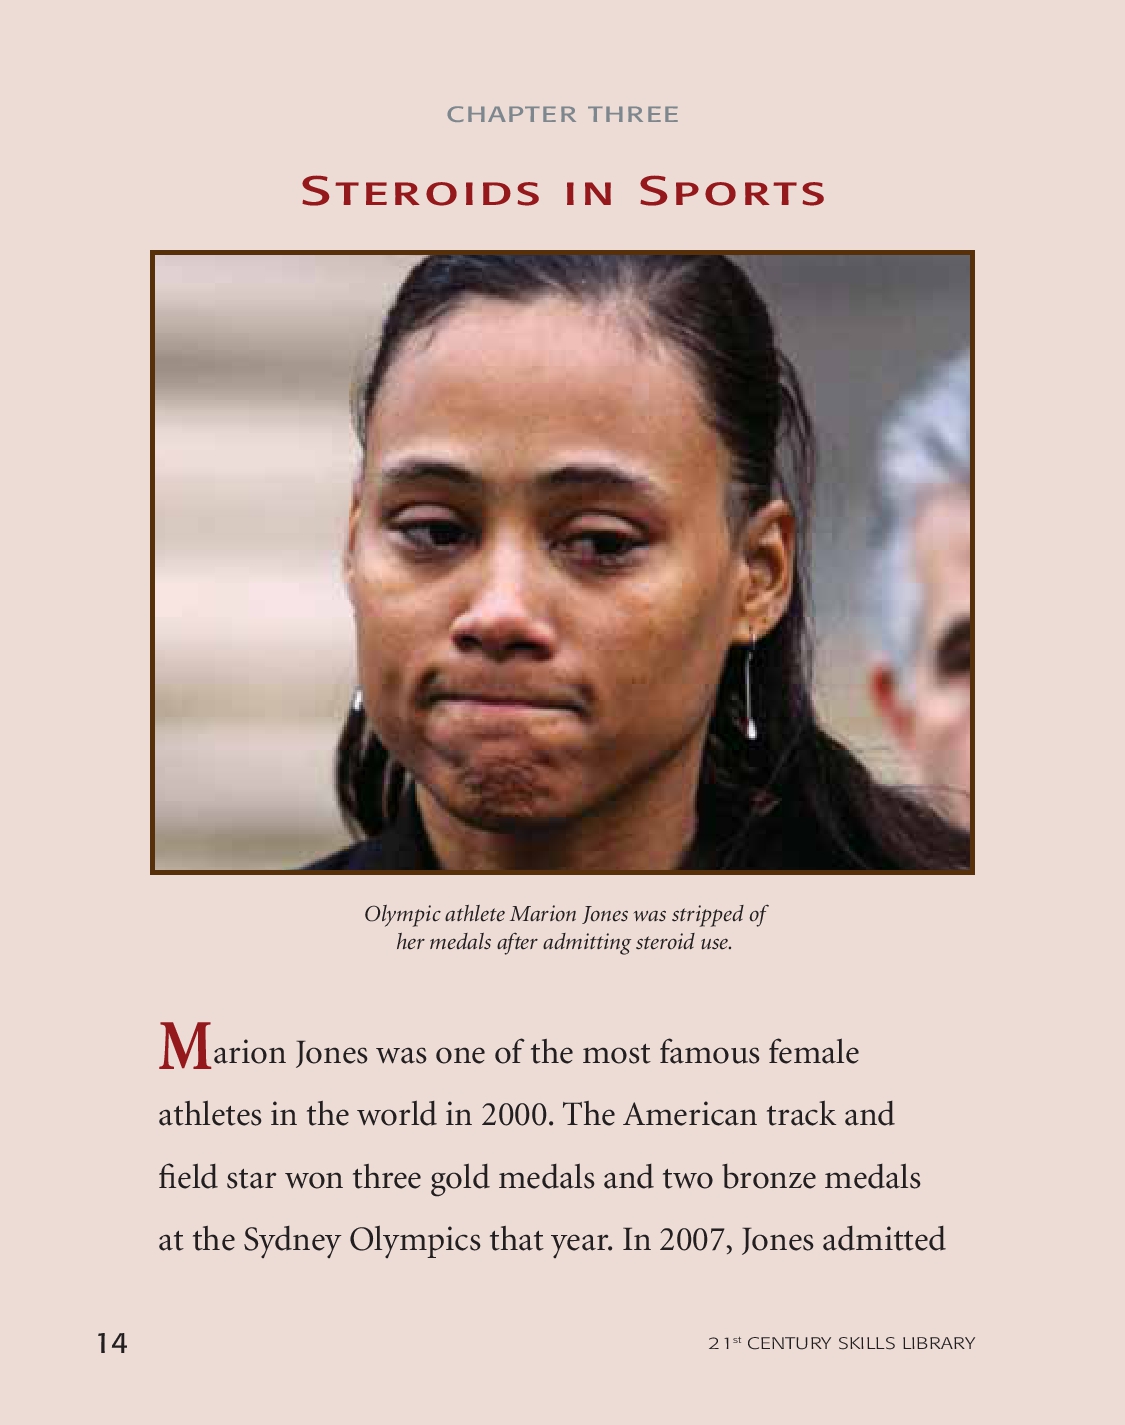 CHAPTER THREE
STEROIDS IN SPORTS
Olympic athlete Marion Jones was stripped of
her medals after admitting steroid use.
Marion Jones was one of the most famous female
athletes in the world in 2000. The American track and
field star won three gold medals and two bronze medals
at the Sydney Olympics that year. In 2007, Jones admitted
14
21st CENTURY SKILLS LIBRARY